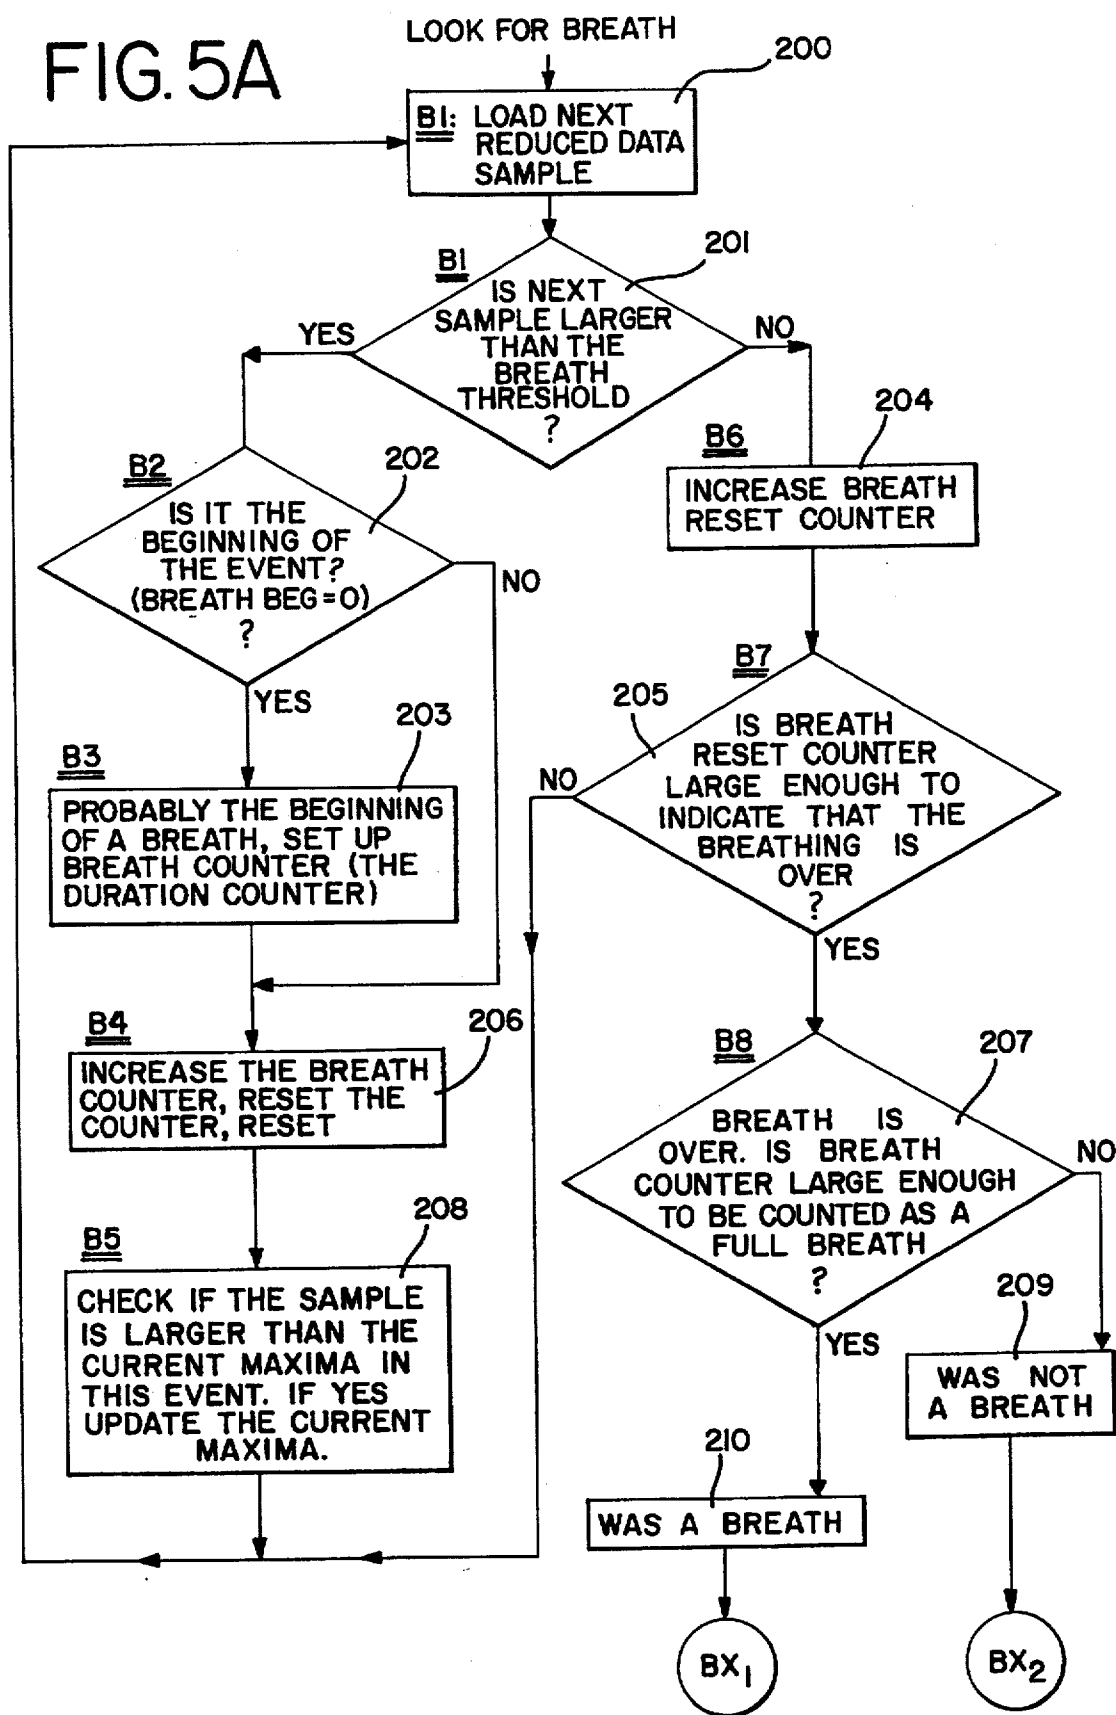 FIG. 5A
LOOK FOR BREATH
200
B1: LOAD NEXT
REDUCED DATA
SAMPLE
B1
201
IS NEXT
SAMPLE LARGER
THAN THE
BREATH
THRESHOLD
?
YES
NO
B2
202
IS IT THE
BEGINNING OF
THE EVENT?
(BREATH BEG=0)
?
NO
YES
B6
204
INCREASE BREATH
RESET COUNTER
B3
203
PROBABLY THE BEGINNING
OF A BREATH, SET UP
BREATH COUNTER (THE
DURATION COUNTER)
B7
205
IS BREATH
RESET COUNTER
LARGE ENOUGH TO
INDICATE THAT THE
BREATHING IS
OVER
?
NO
YES
B4
206
INCREASE THE BREATH
COUNTER, RESET THE
COUNTER, RESET
B8
207
BREATH IS
OVER. IS BREATH
COUNTER LARGE ENOUGH
TO BE COUNTED AS A
FULL BREATH
?
NO
YES
B5
208
CHECK IF THE SAMPLE
IS LARGER THAN THE
CURRENT MAXIMA IN
THIS EVENT. IF YES
UPDATE THE CURRENT
MAXIMA.
209
WAS NOT
A BREATH
210
WAS A BREATH
BX1
BX2